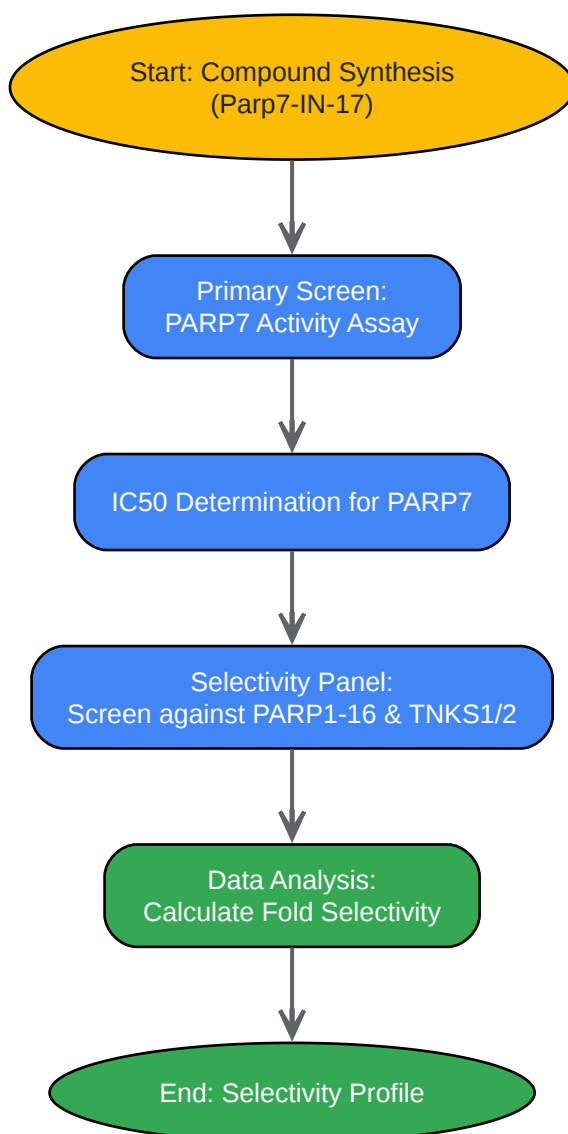 Start: Compound Synthesis
(Parp7-IN-17)
Primary Screen:
PARP7 Activity Assay
IC50 Determination for PARP7
Selectivity Panel:
Screen against PARP1-16 & TNKS1/2
Data Analysis:
Calculate Fold Selectivity
End: Selectivity Profile